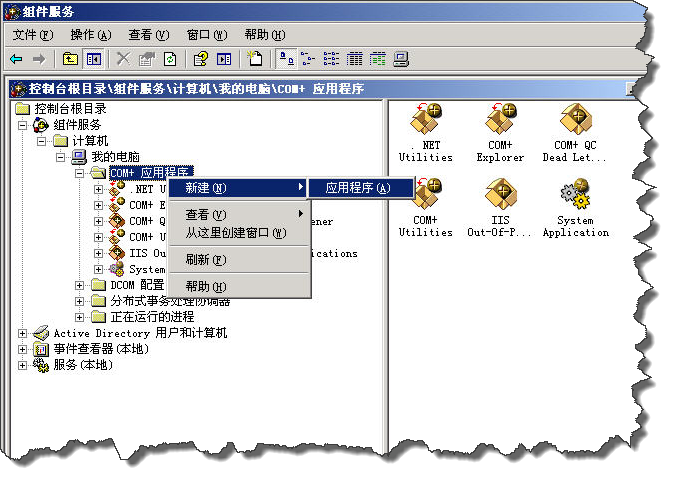 组件服务
文件(F) 操作(A) 查看(V) 窗口(W) 帮助(H)
控制台根目录\组件服务\计算机\我的电脑\COM+ 应用程序
控制台根目录
组件服务
计算机
我的电脑
COM+ 应用程序
.NET U
COM+ E
COM+ Q
ener
COM+ U
IIS Ou
ications
System
DCOM 配置
分布式事务处理协调器
正在运行的进程
Active Directory 用户和计算机
事件查看器(本地)
服务(本地)
新建(N)
应用程序(A)
查看(V)
从这里创建窗口(W)
刷新(F)
帮助(H)
.NET
Utilities
COM+
Explorer
COM+ QC
Dead Let...
COM+
Utilities
IIS
Out-Of-P...
System
Application